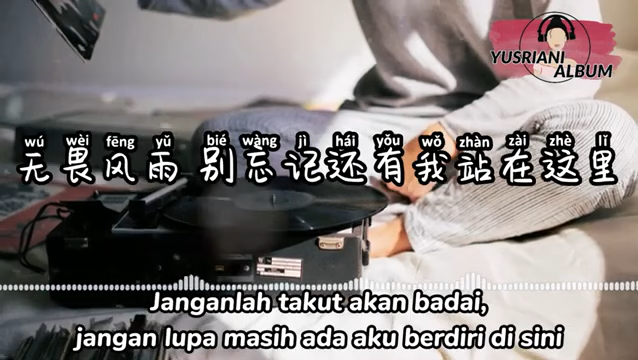 YUSRIANI
ALBUM
wú wèi fēng yǔ bié wàng jì hái yǒu wǒ zhàn zài zhè lǐ
无畏风雨 别忘记还有我站在这里
Janganlah takut akan badai,
jangan lupa masih ada aku berdiri di sini